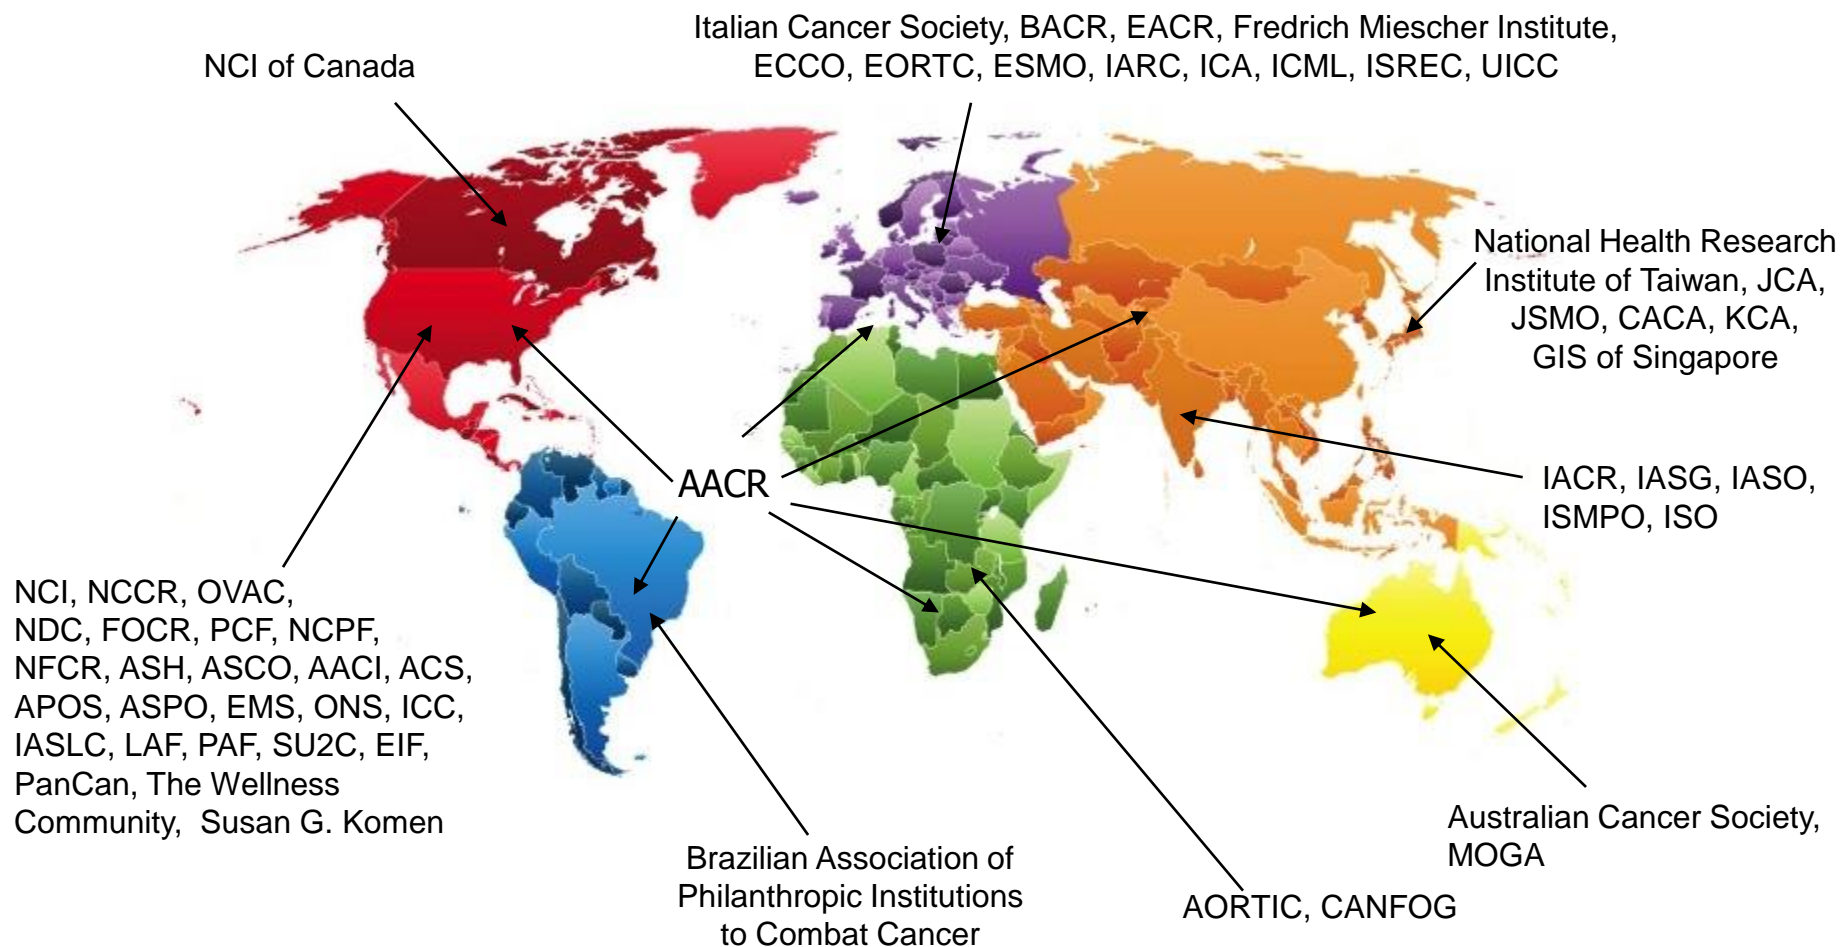 Italian Cancer Society, BACR, EACR, Fredrich Miescher Institute,
ECCO, EORTC, ESMO, IARC, ICA, ICML, ISREC, UICC
NCI of Canada
National Health Research
Institute of Taiwan, JCA,
JSMO, CACA, KCA,
GIS of Singapore
AACR
IACR, IASG, IASO,
ISMPO, ISO
NCI, NCCR, OVAC,
NDC, FOCR, PCF, NCPF,
NFCR, ASH, ASCO, AACI, ACS,
APOS, ASPO, EMS, ONS, ICC,
IASLC, LAF, PAF, SU2C, EIF,
PanCan, The Wellness
Community, Susan G. Komen
Brazilian Association of
Philanthropic Institutions
to Combat Cancer
AORTIC, CANFOG
Australian Cancer Society,
MOGA